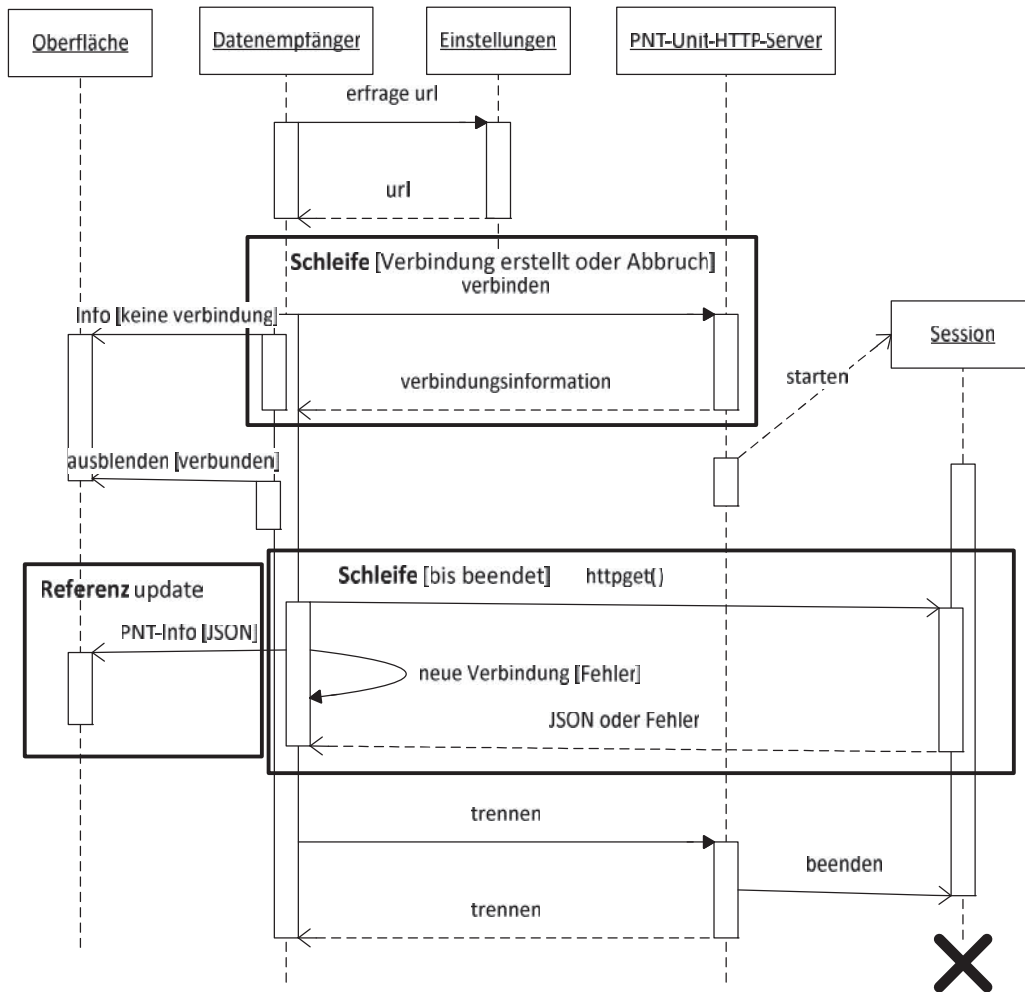 Oberfläche
Datenempfänger
Einstellungen
PNT-Unit-HTTP-Server
erfrage url
url
Schleife [Verbindung erstellt oder Abbruch]
verbinden
Info [keine verbindung]
Session
verbindungsinformation
starten
ausblenden [verbunden]
Schleife [bis beendet] httpget()
Referenz update
PNT-Info [JSON]
neue Verbindung [Fehler]
JSON oder Fehler
trennen
beenden
trennen